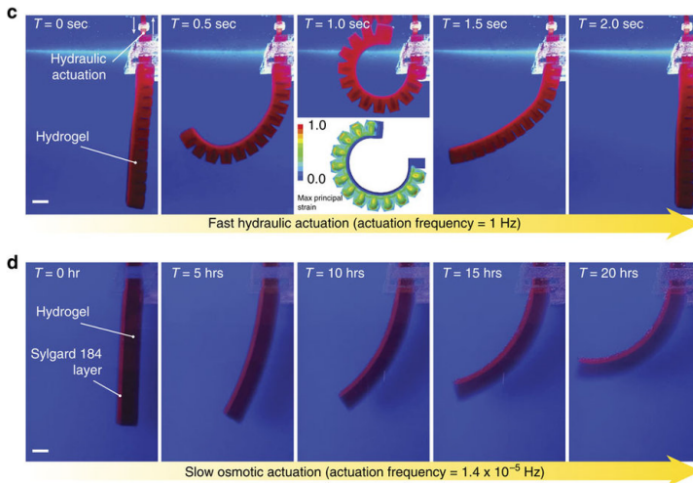 c
T = 0 sec
T = 0.5 sec
T = 1.0 sec
T = 1.5 sec
T = 2.0 sec
Hydraulic
actuation
Hydrogel
1.0
0.0
Max principal
strain
Fast hydraulic actuation (actuation frequency = 1 Hz)
d
T = 0 hr
T = 5 hrs
T = 10 hrs
T = 15 hrs
T = 20 hrs
Hydrogel
Sylgard 184
layer
Slow osmotic actuation (actuation frequency = 1.4 x 10⁻⁵ Hz)